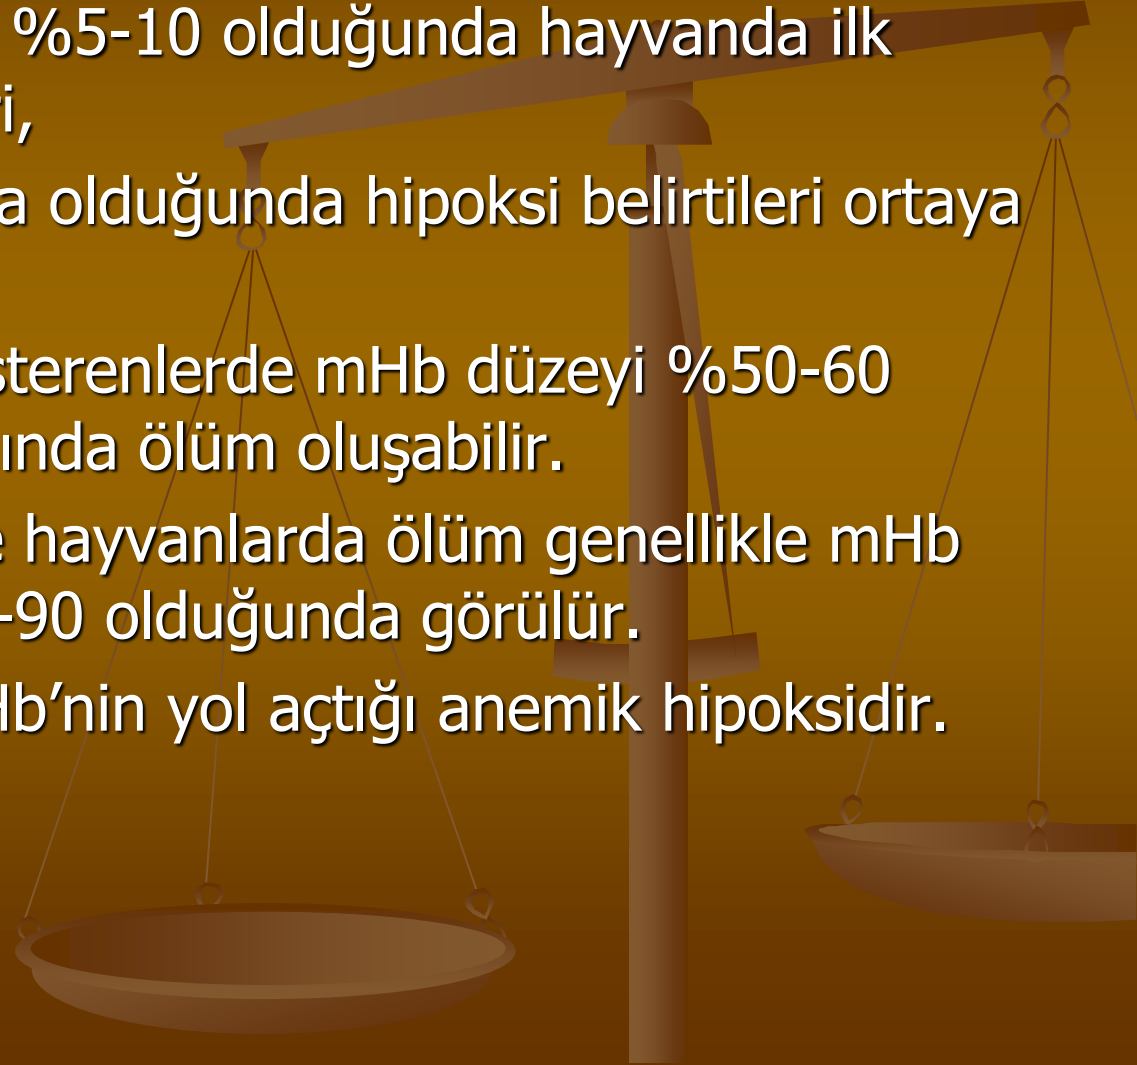 %5-10 olduğunda hayvanda ilk
i,
a olduğunda hipoksi belirtileri ortaya
sterenlerde mHb düzeyi %50-60
ında ölüm oluşabilir.
hayvanlarda ölüm genellikle mHb
-90 olduğunda görülür.
Hb’nin yol açtığı anemik hipoksidir.